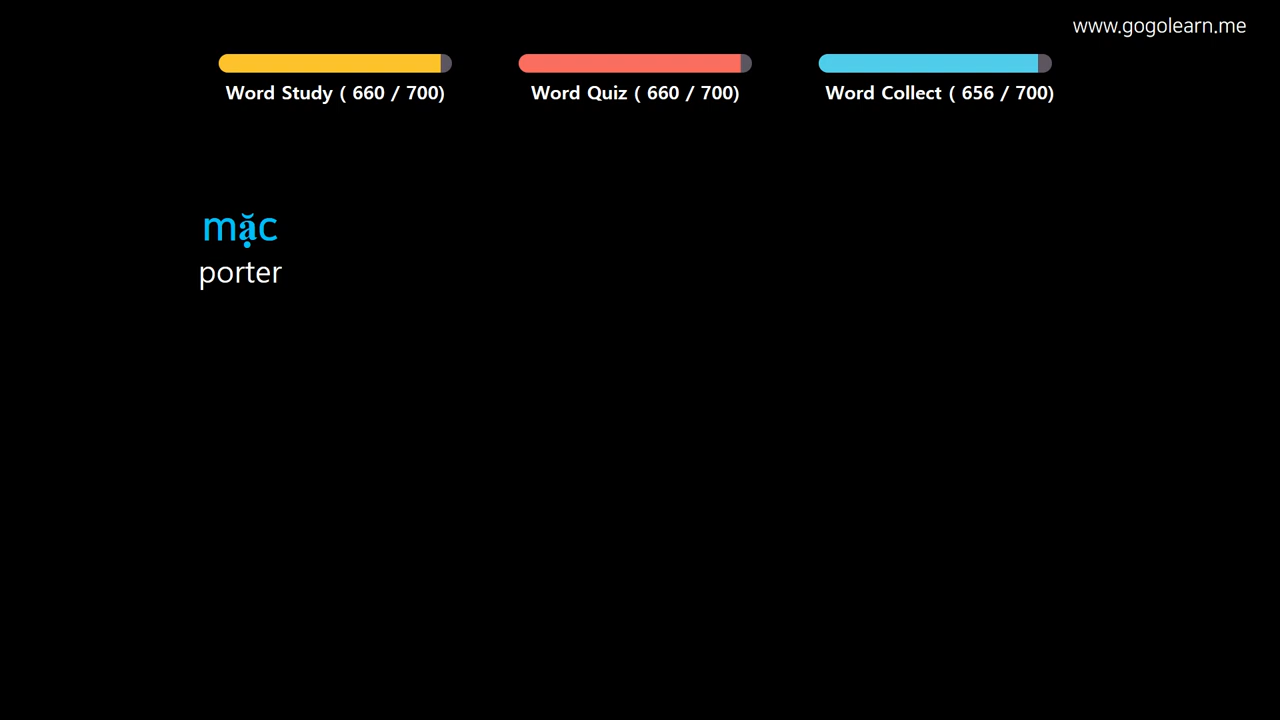 www.gogolearn.me
Word Study ( 660 / 700)
Word Quiz ( 660 / 700)
Word Collect ( 656 / 700)
mặc
porter